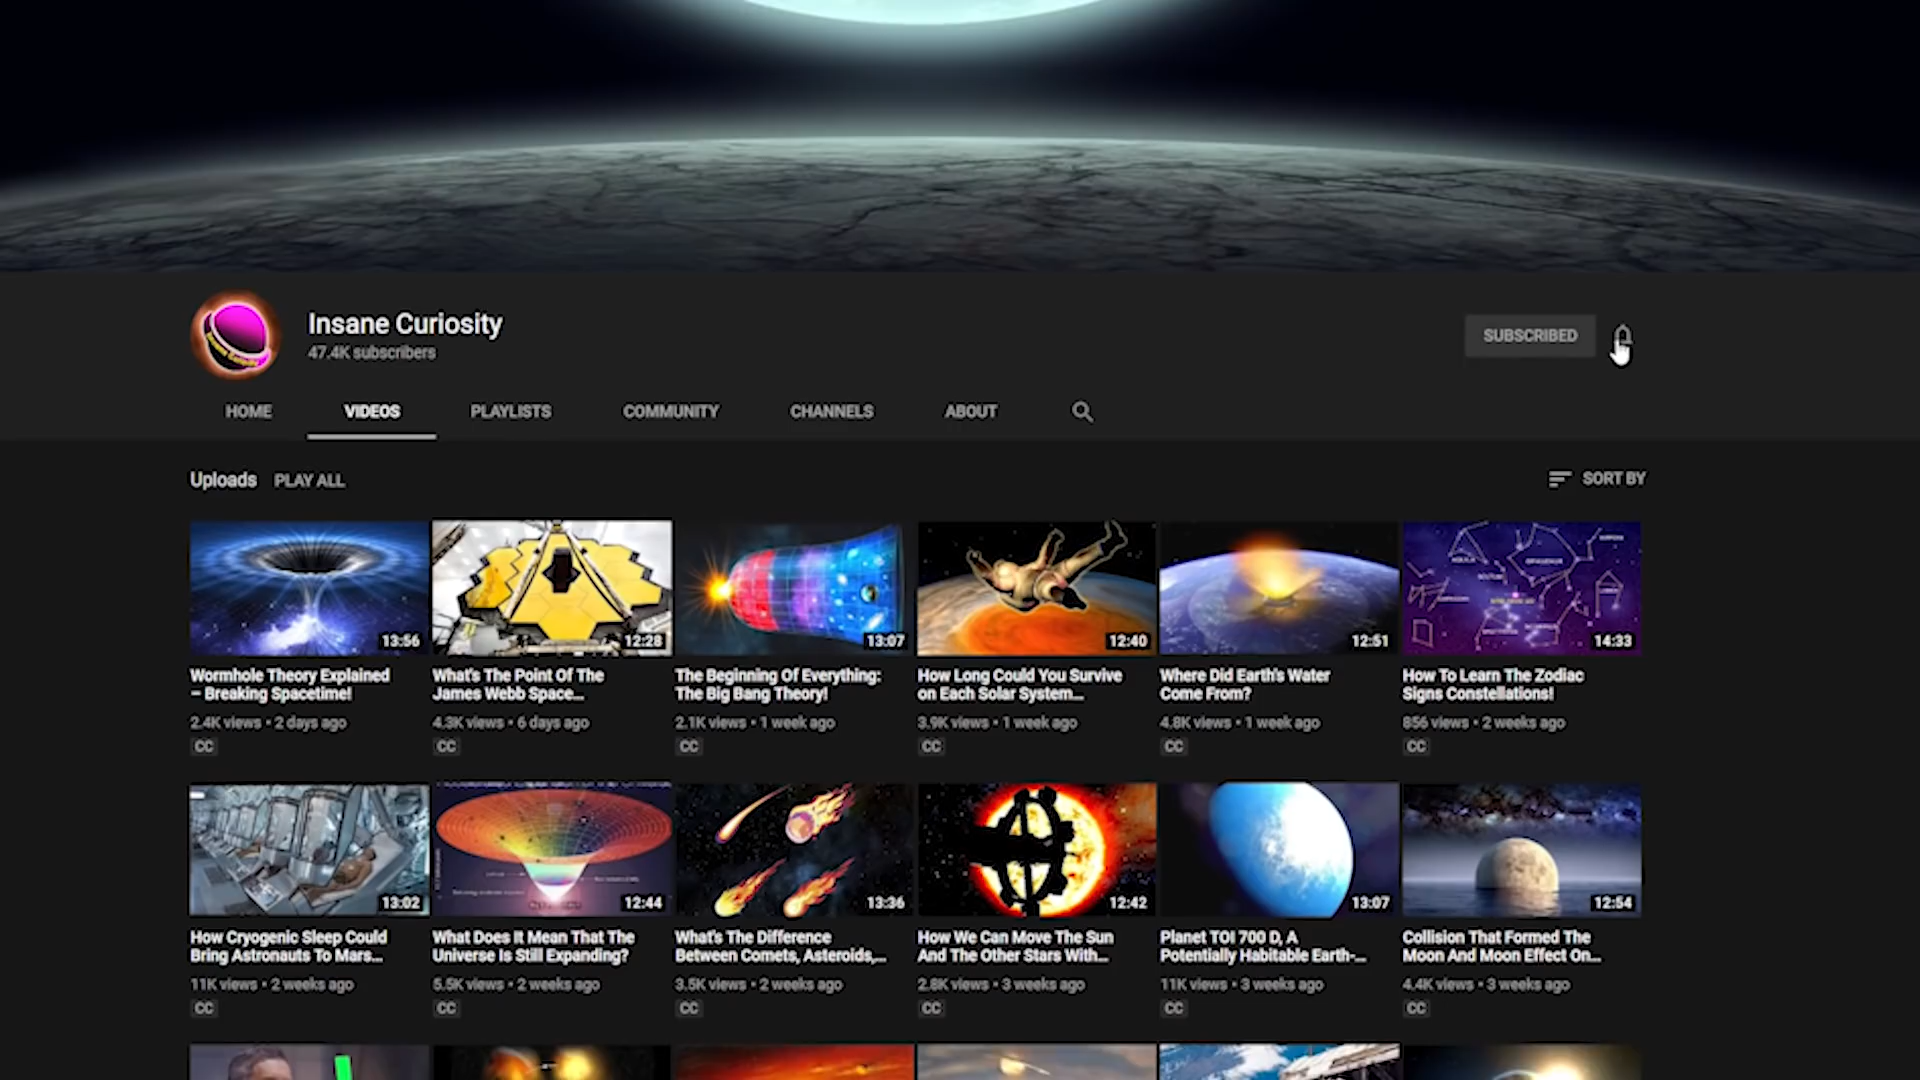 Insane Curiosity
47.4K subscribers
SUBSCRIBED
HOME VIDEOS PLAYLISTS COMMUNITY CHANNELS ABOUT
Uploads PLAY ALL
SORT BY
13:56 12:28 13:07 12:40 12:51 14:33
Wormhole Theory Explained
– Breaking Spacetime!
2.4K views • 2 days ago
CC
What's The Point Of The
James Webb Space...
4.3K views • 6 days ago
CC
The Beginning Of Everything:
The Big Bang Theory!
2.1K views • 1 week ago
CC
How Long Could You Survive
on Each Solar System...
3.9K views • 1 week ago
CC
Where Did Earth's Water
Come From?
4.8K views • 1 week ago
CC
How To Learn The Zodiac
Signs Constellations!
856 views • 2 weeks ago
CC
13:02 12:44 13:36 12:42 13:07 12:54
How Cryogenic Sleep Could
Bring Astronauts To Mars...
11K views • 2 weeks ago
CC
What Does It Mean That The
Universe Is Still Expanding?
5.5K views • 2 weeks ago
CC
What's The Difference
Between Comets, Asteroids,...
3.5K views • 2 weeks ago
CC
How We Can Move The Sun
And The Other Stars With...
2.8K views • 3 weeks ago
CC
Planet TOI 700 D, A
Potentially Habitable Earth-...
11K views • 3 weeks ago
CC
Collision That Formed The
Moon And Moon Effect On...
4.4K views • 3 weeks ago
CC